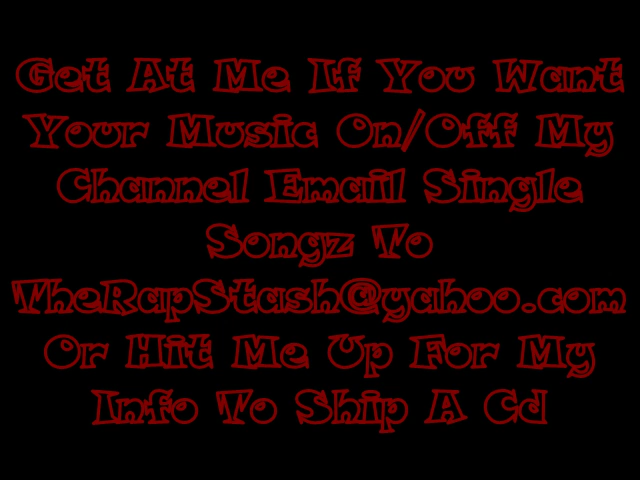 Get At Me If You Want
Your Music On/Off My
Channel Email Single
Songz To
TheRapStash@yahoo.com
Or Hit Me Up For My
Info To Ship A Cd